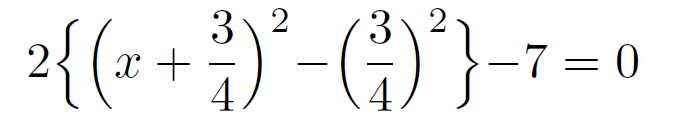 2{(x + 3/4)² − (3/4)²} − 7 = 0